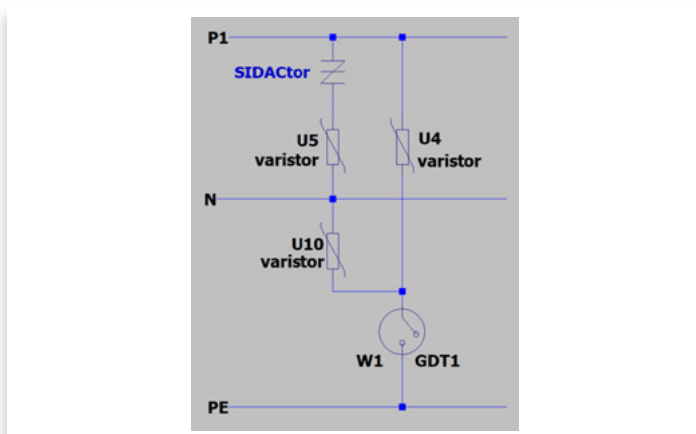 P1
SIDACtor
U5
varistor
U4
varistor
N
U10
varistor
W1
GDT1
PE